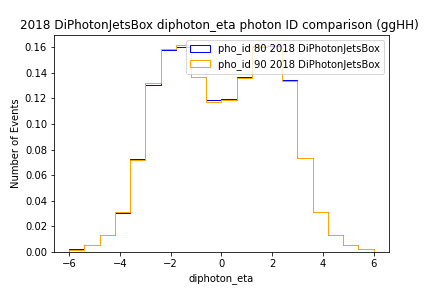 2018 DiPhotonJetsBox diphoton_eta photon ID comparison (ggHH)
pho_id 80 2018 DiPhotonJetsBox
pho_id 90 2018 DiPhotonJetsBox
Number of Events
0.16
0.14
0.12
0.10
0.08
0.06
0.04
0.02
0.00
−6 −4 −2 0 2 4 6
diphoton_eta